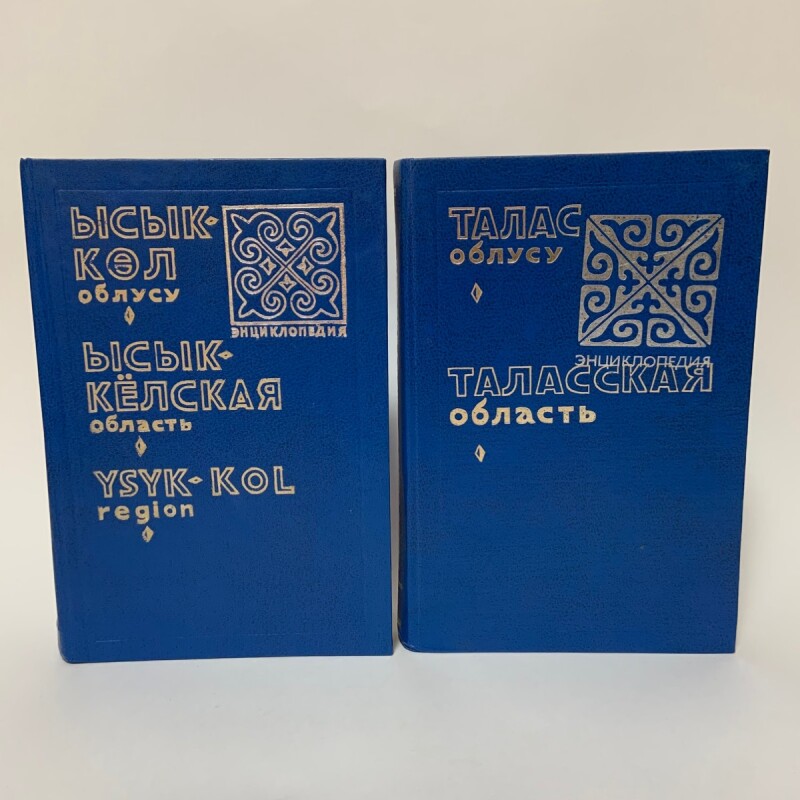 ЫСЫК-
КӨЛ
облусу
ЭНЦИКЛОПЕДИЯ
ЫСЫК-
КЁЛСКАЯ
область
YSYK-KOL
region
ТАЛАС
облусу
ЭНЦИКЛОПЕДИЯ
ТАЛАССКАЯ
область